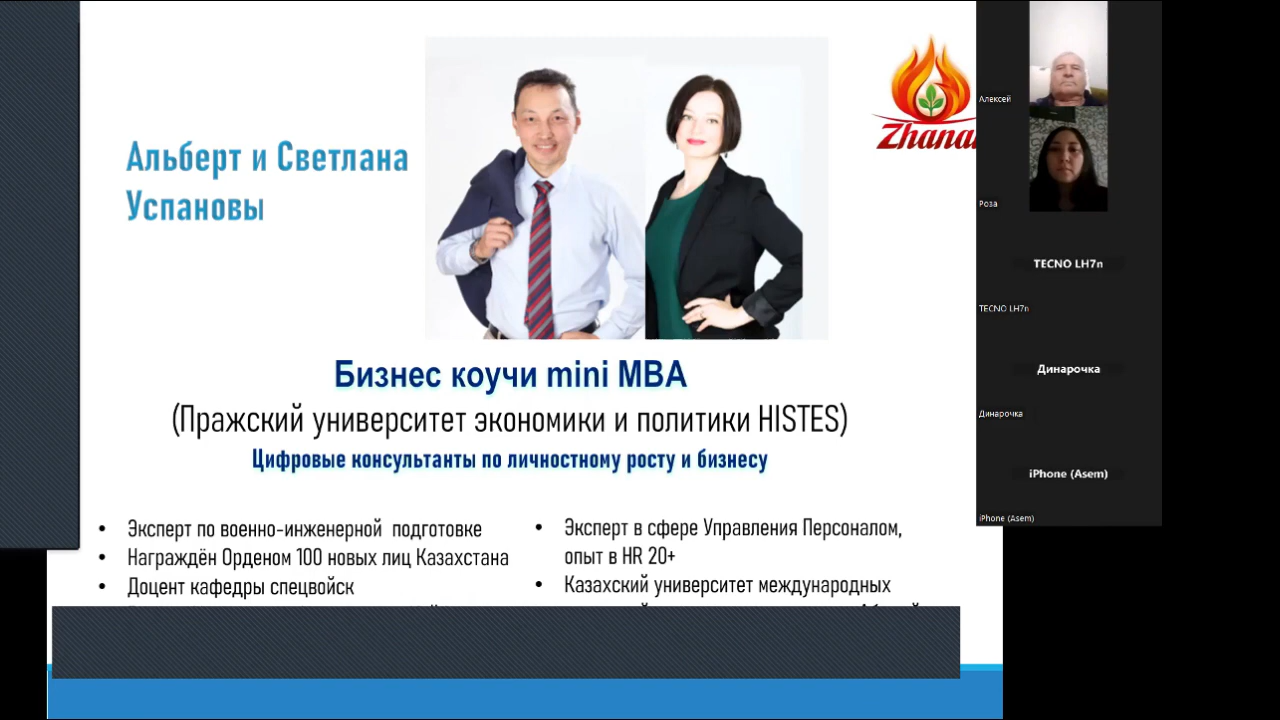 Альберт и Светлана
Успановы
Zhana
Бизнес коучи mini MBA
(Пражский университет экономики и политики HISTES)
Цифровые консультанты по личностному росту и бизнесу
• Эксперт по военно-инженерной подготовке
• Награждён Орденом 100 новых лиц Казахстана
• Доцент кафедры спецвойск
• Эксперт в сфере Управления Персоналом,
опыт в HR 20+
• Казахский университет международных
Алексей
Роза
TECNO LH7n
TECNO LH7n
Динарочка
Динарочка
iPhone (Asem)
iPhone (Asem)